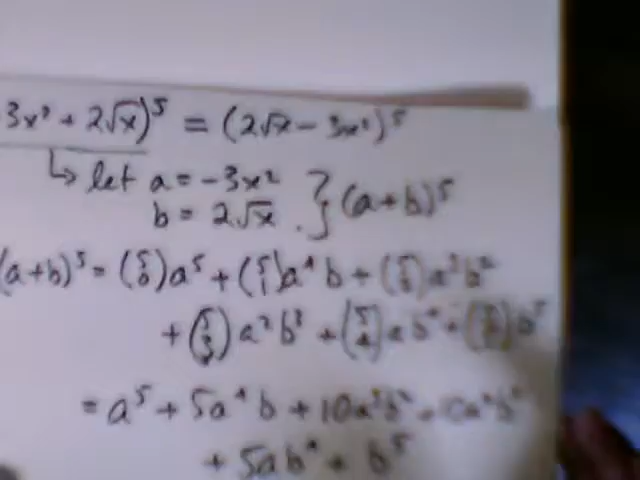 3x² + 2√x)⁵ = (2√x - 3x²)⁵
↳ let a = -3x²
b = 2√x . } (a+b)⁵
(a+b)⁵ = (5 0)a⁵ + (5 1)a⁴b + (5 2)a³b²
+ (5 3)a²b³ + (5 4)ab⁴ + (5 5)b⁵
= a⁵ + 5a⁴b + 10a³b² + 10a²b³
+ 5ab⁴ + b⁵